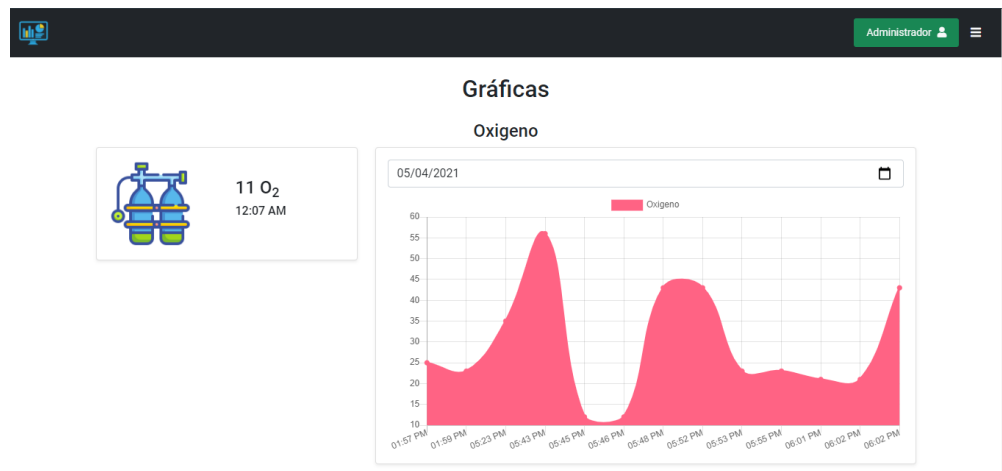 Administrador
Gráficas
Oxigeno
11 O₂
12:07 AM
05/04/2021
Oxigeno
60
55
50
45
40
35
30
25
20
15
10
01:57 PM 01:59 PM 05:23 PM 05:43 PM 05:45 PM 05:46 PM 05:48 PM 05:52 PM 05:53 PM 05:55 PM 06:01 PM 06:02 PM 06:02 PM